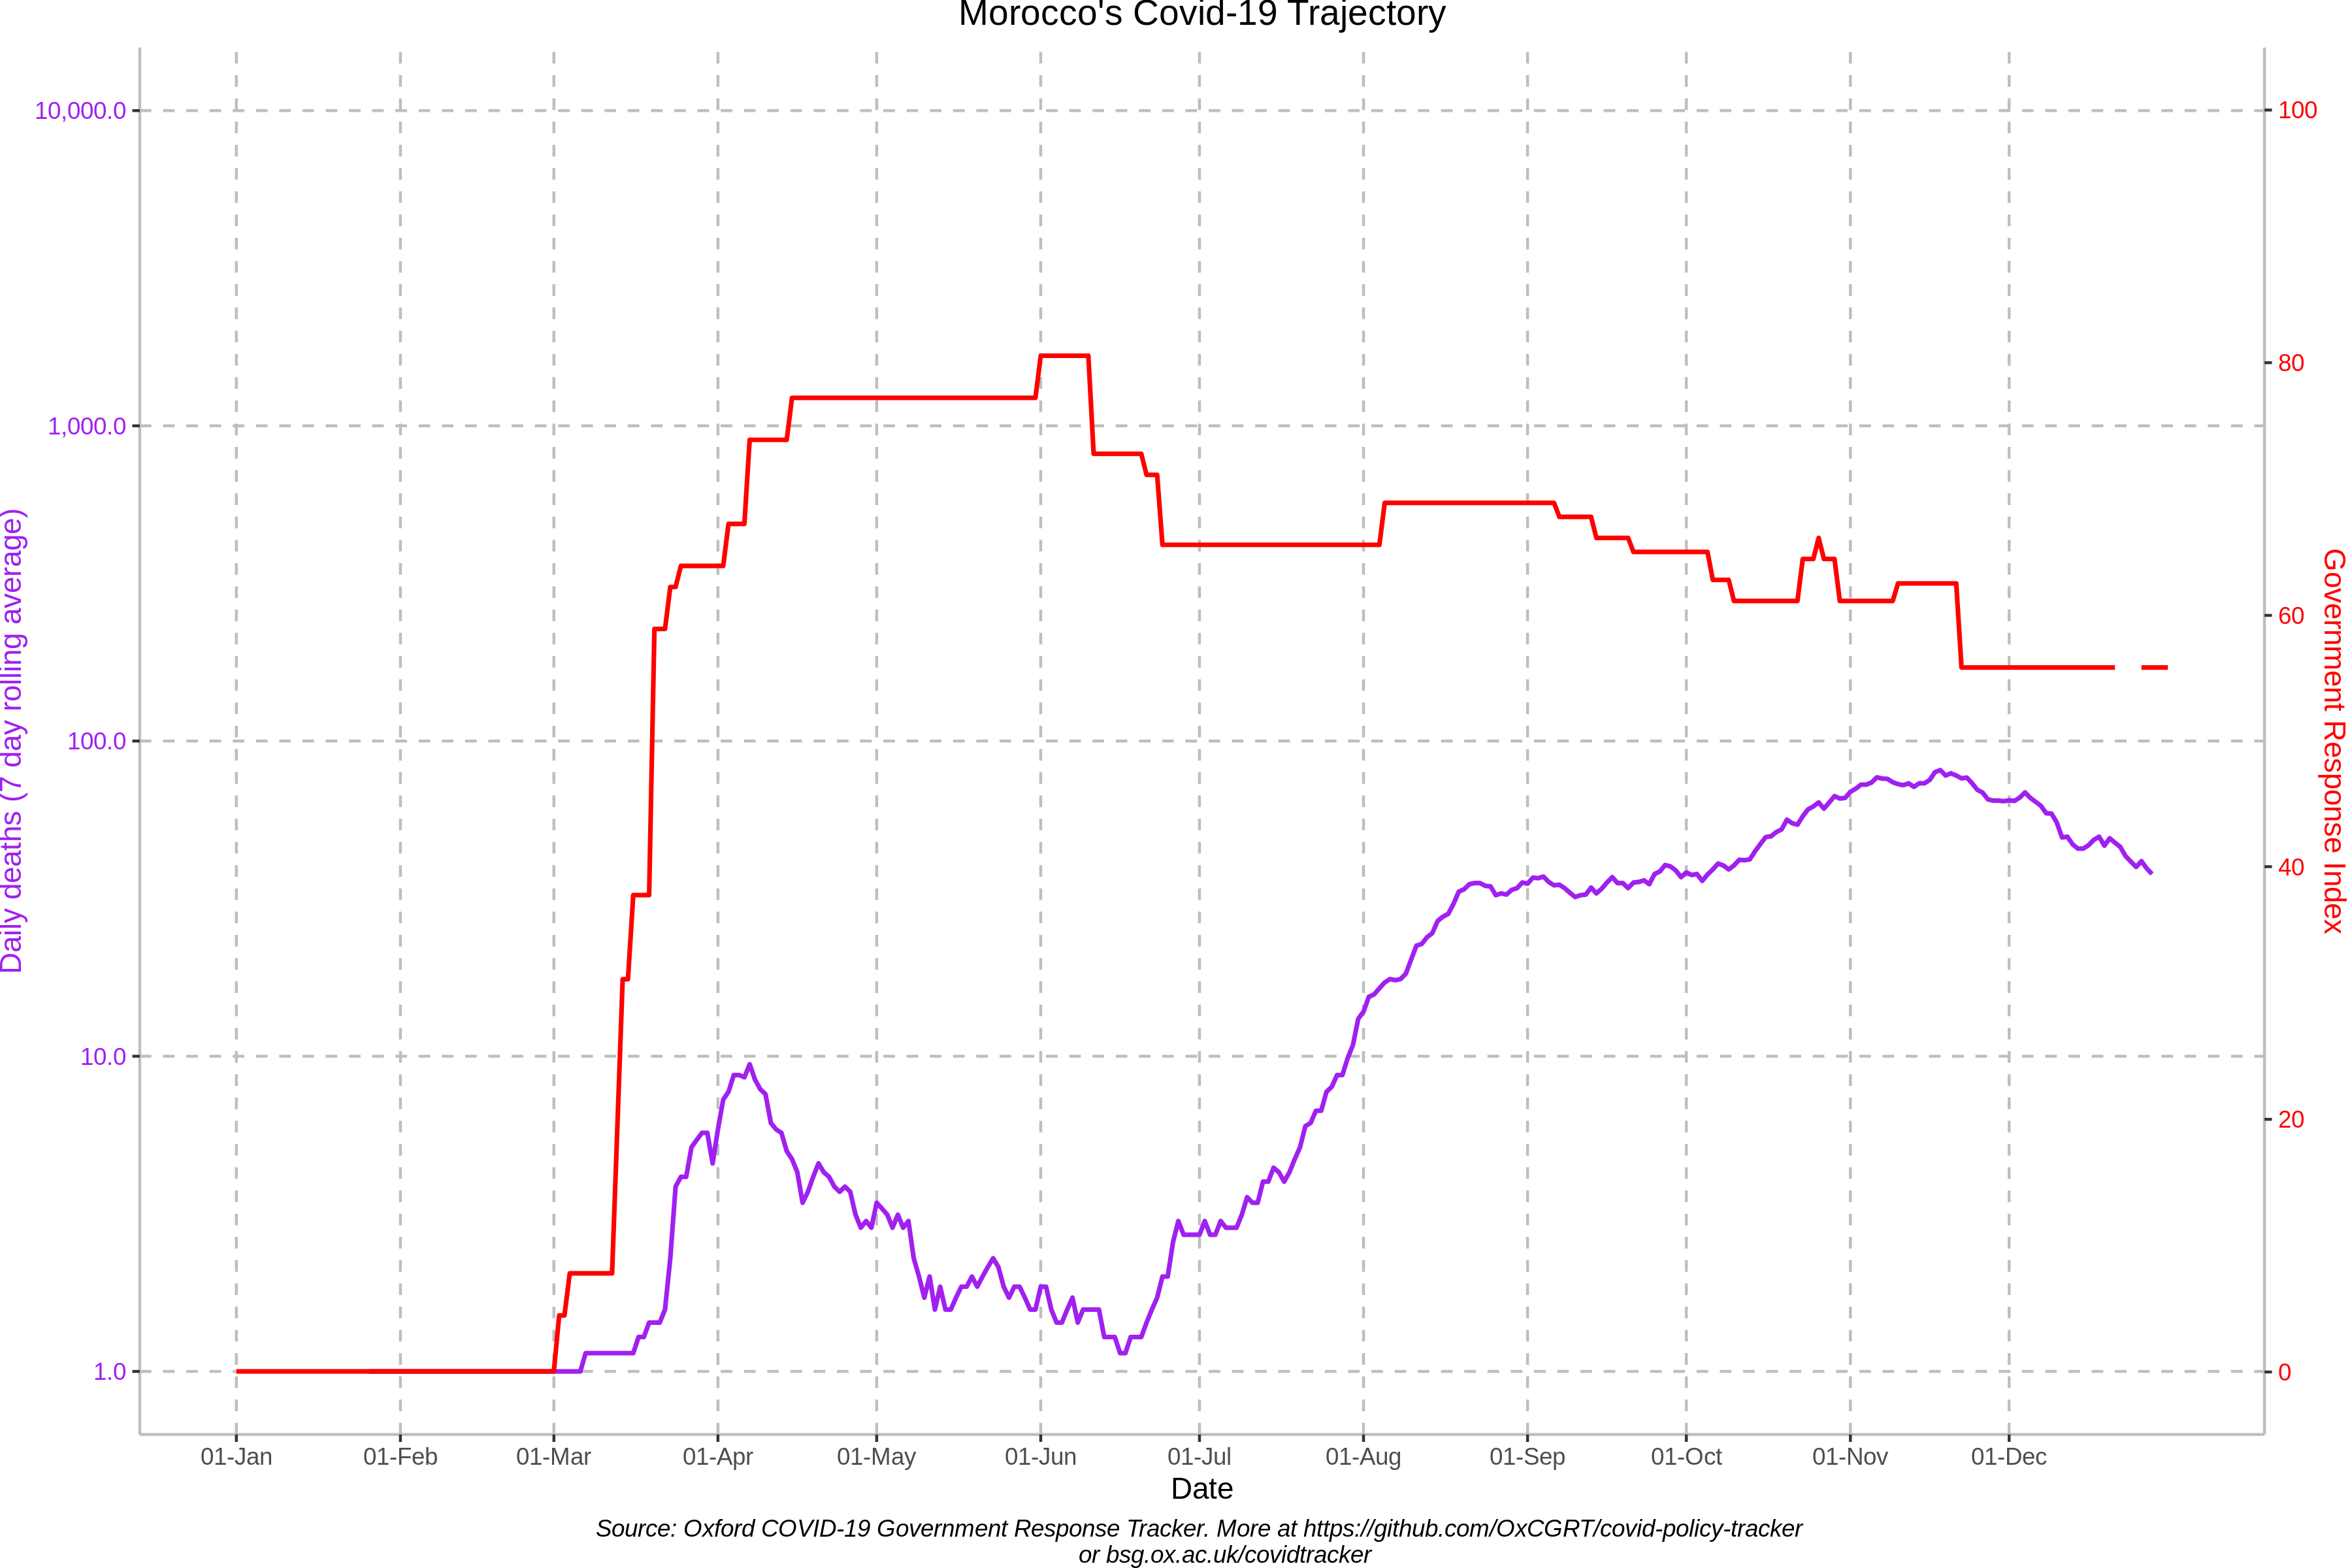 Morocco's Covid-19 Trajectory
10,000.0
1,000.0
100.0
10.0
1.0
Daily deaths (7 day rolling average)
100
80
60
40
20
0
Government Response Index
01-Jan 01-Feb 01-Mar 01-Apr 01-May 01-Jun 01-Jul 01-Aug 01-Sep 01-Oct 01-Nov 01-Dec
Date
Source: Oxford COVID-19 Government Response Tracker. More at https://github.com/OxCGRT/covid-policy-tracker
or bsg.ox.ac.uk/covidtracker